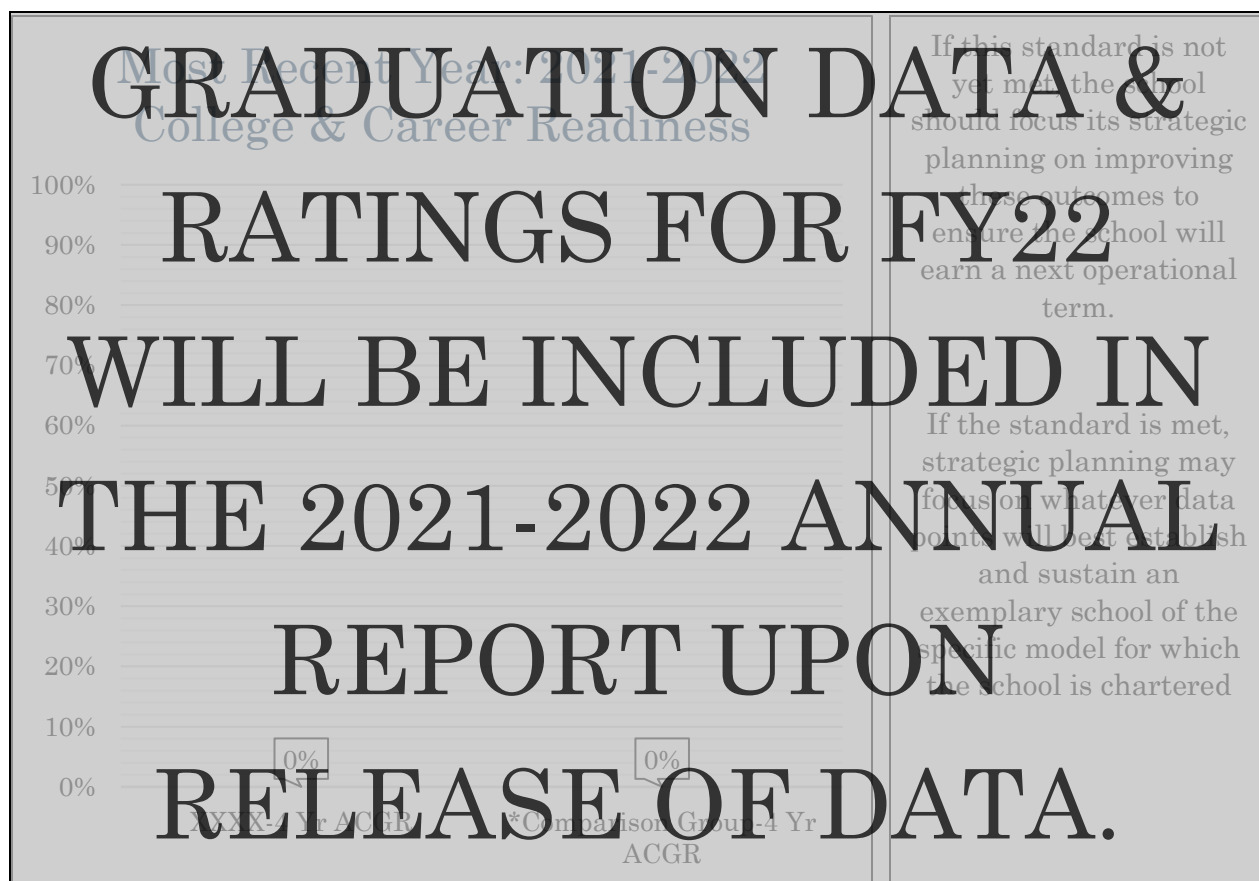 GRADUATION DATA &
RATINGS FOR FY22
WILL BE INCLUDED IN
THE 2021-2022 ANNUAL
REPORT UPON
RELEASE OF DATA.
Most Recent Year: 2021-2022
College & Career Readiness
100%
90%
80%
70%
60%
50%
40%
30%
20%
10%
0%
0%
0%
XXXX-4 Yr ACGR
*Comparison Group-4 Yr
ACGR
If this standard is not
yet met, the school
should focus its strategic
planning on improving
these outcomes to
ensure the school will
earn a next operational
term.
If the standard is met,
strategic planning may
focus on whatever data
points will best establish
and sustain an
exemplary school of the
specific model for which
the school is chartered